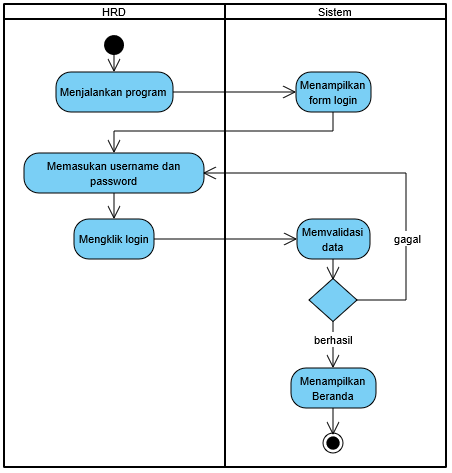 HRD
Sistem
Menjalankan program
Menampilkan
form login
Memasukan username dan
password
Mengklik login
Memvalidasi
data
gagal
berhasil
Menampilkan
Beranda